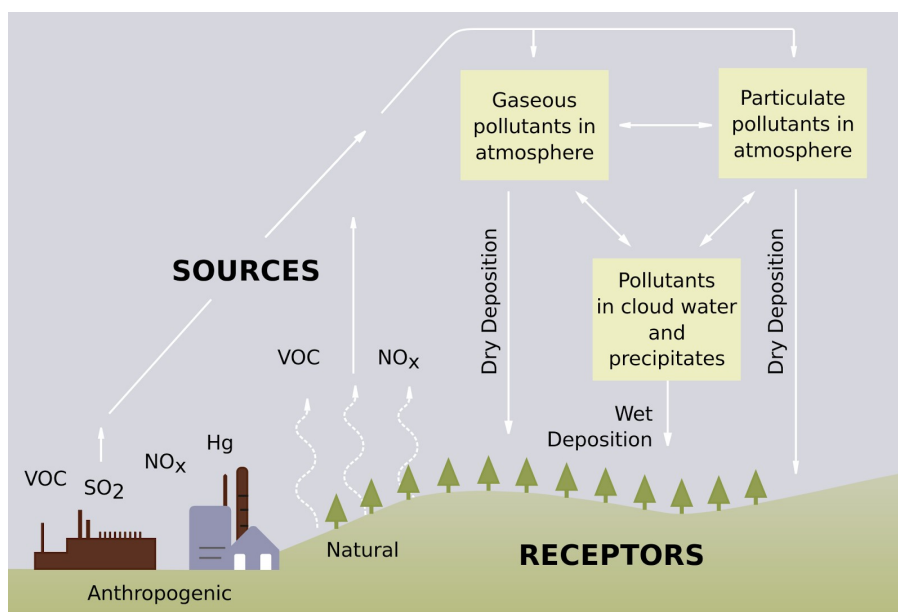 Gaseous
pollutants in
atmosphere
Particulate
pollutants in
atmosphere
SOURCES
Dry Deposition
Pollutants
in cloud water
and
precipitates
Dry Deposition
VOC
NOx
Wet
Deposition
VOC
SO2
NOx
Hg
Natural
RECEPTORS
Anthropogenic